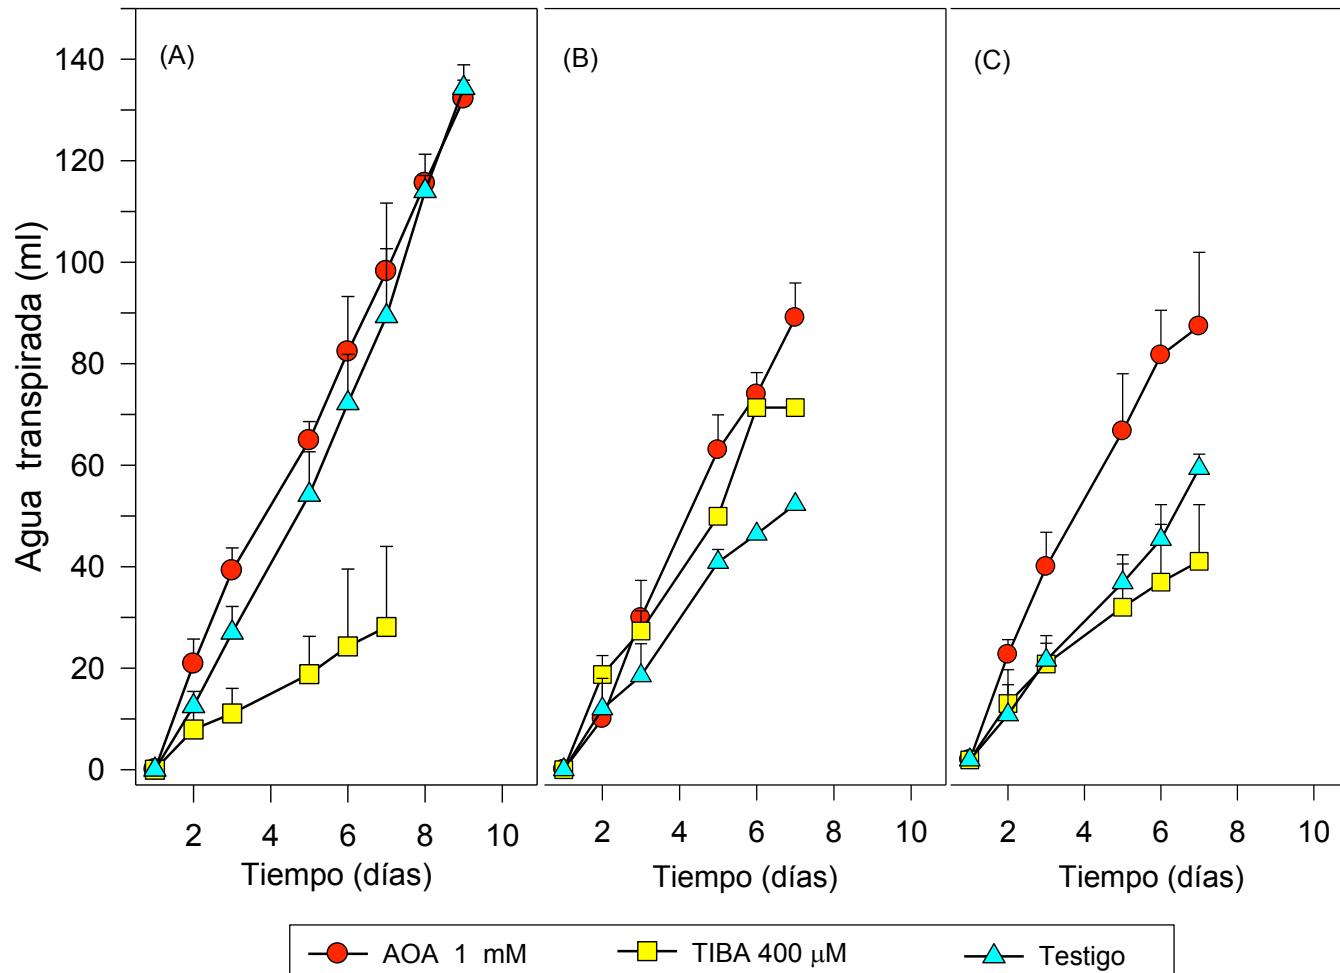 (A)
(B)
(C)
Agua transpirada (ml)
140
120
100
80
60
40
20
0
2 4 6 8 10
2 4 6 8 10
2 4 6 8 10
Tiempo (días)
Tiempo (días)
Tiempo (días)
AOA 1 mM
TIBA 400 μM
Testigo